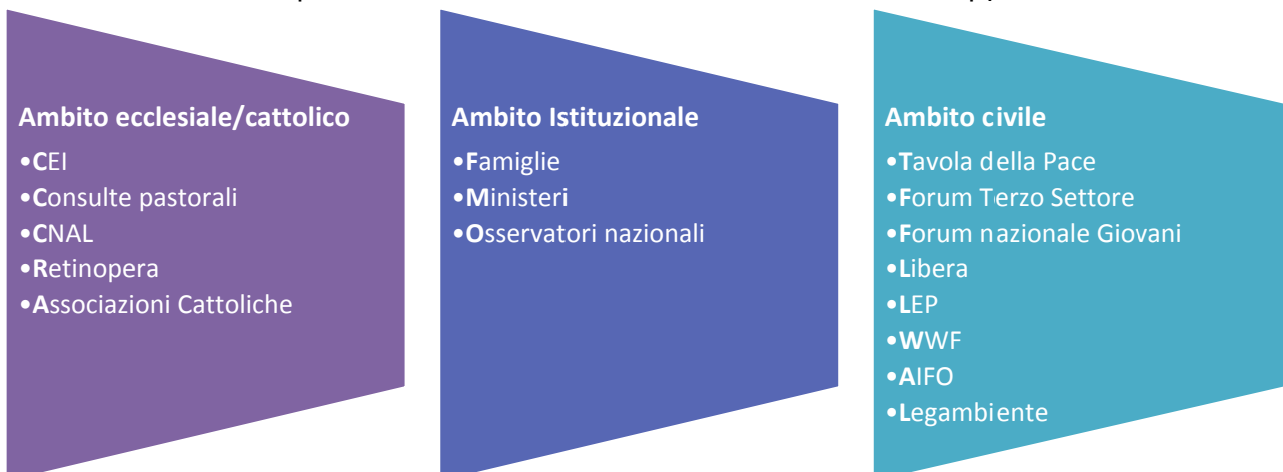 Ambito ecclesiale/cattolico
•CEI
•Consulte pastorali
•CNAL
•Retinopera
•Associazioni Cattoliche
Ambito Istituzionale
•Famiglie
•Ministeri
•Osservatori nazionali
Ambito civile
•Tavola della Pace
•Forum Terzo Settore
•Forum nazionale Giovani
•Libera
•LEP
•WWF
•AIFO
•Legambiente